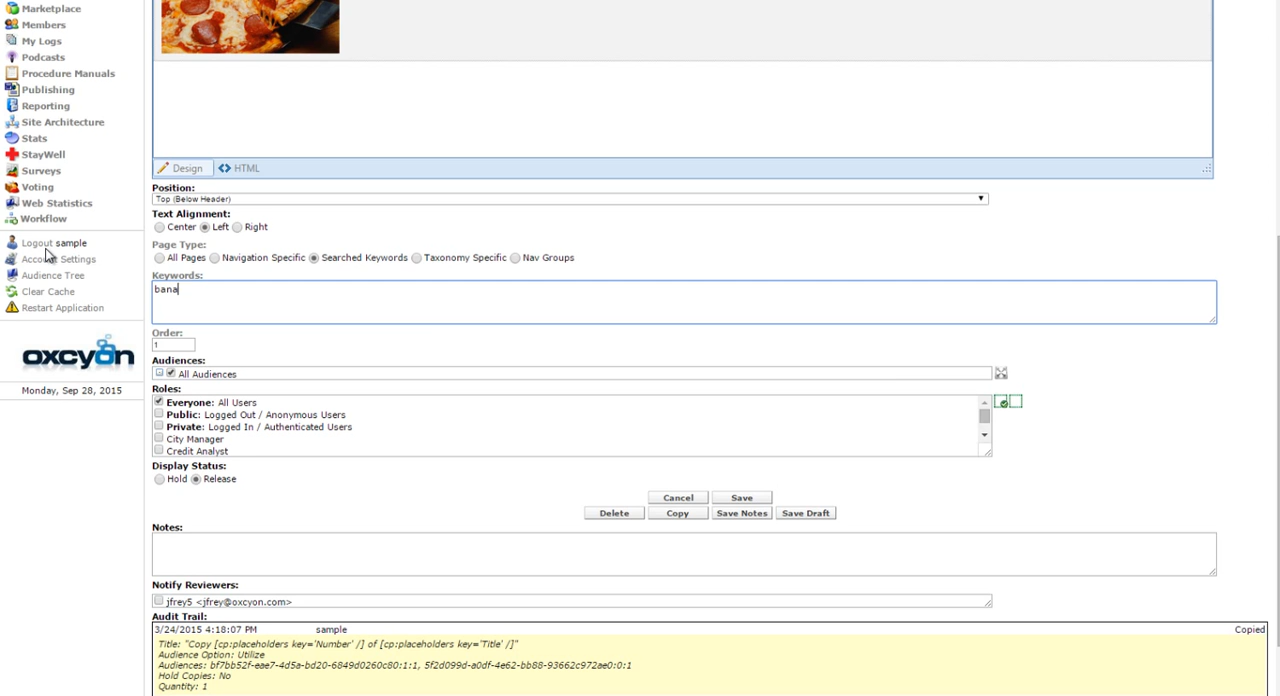 Marketplace
Members
My Logs
Podcasts
Procedure Manuals
Publishing
Reporting
Site Architecture
Stats
StayWell
Surveys
Voting
Web Statistics
Workflow
Logout sample
Account Settings
Audience Tree
Clear Cache
Restart Application
oxcyon
Monday, Sep 28, 2015
Design HTML
Position:
Top (Below Header)
Text Alignment:
Center Left Right
Page Type:
All Pages Navigation Specific Searched Keywords Taxonomy Specific Nav Groups
Keywords:
bana
Order:
1
Audiences:
All Audiences
Roles:
Everyone: All Users
Public: Logged Out / Anonymous Users
Private: Logged In / Authenticated Users
City Manager
Credit Analyst
Display Status:
Hold Release
Cancel Save
Delete Copy Save Notes Save Draft
Notes:
Notify Reviewers:
jfrey5 <jfrey@oxcyon.com>
Audit Trail:
3/24/2015 4:18:07 PM sample Copied
Title: "Copy [cp:placeholders key='Number' /] of [cp:placeholders key='Title' /]"
Audience Option: Utilize
Audiences: bf7bb52f-eae7-4d5a-bd20-6849d0260c80:1:1, 5f2d099d-a0df-4e62-bb88-93662c972ae0:0:1
Hold Copies: No
Quantity: 1